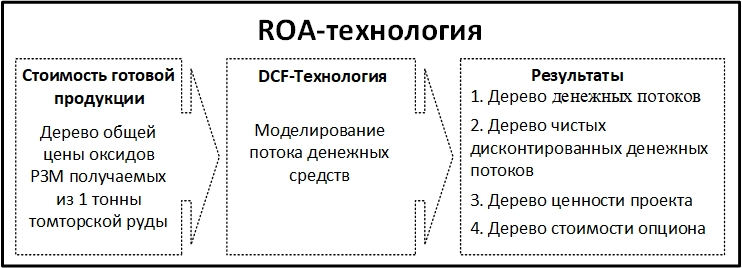 ROA-технология
Стоимость готовой
продукции
Дерево общей
цены оксидов
РЗМ получаемых
из 1 тонны
томторской руды
DCF-Технология
Моделирование
потока денежных
средств
Результаты
1. Дерево денежных потоков
2. Дерево чистых
дисконтированных денежных
потоков
3. Дерево ценности проекта
4. Дерево стоимости опциона